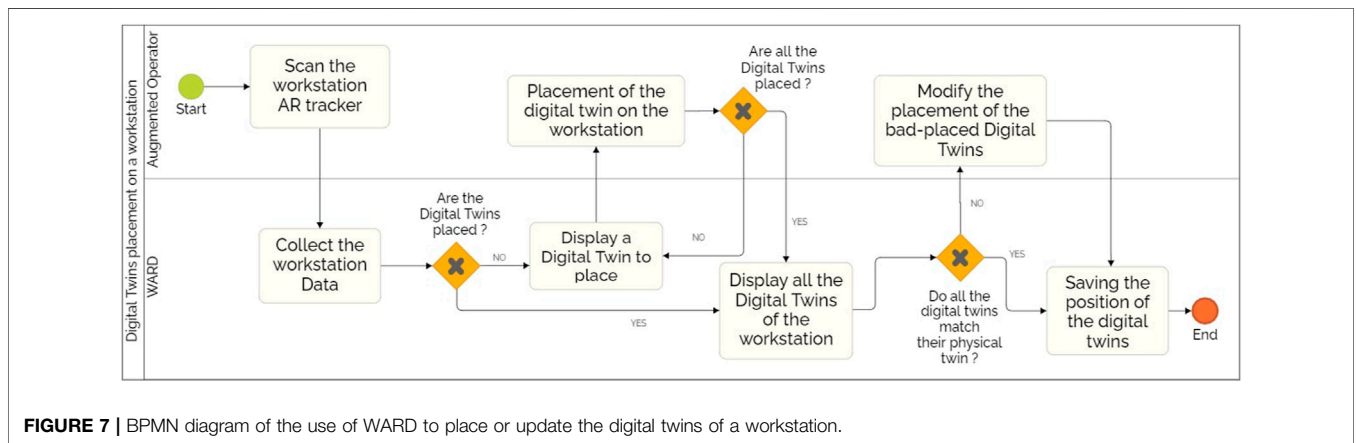 Digital Twins placement on a workstation
Augmented Operator
WARD
Start
Scan the
workstation
AR tracker
Collect the
workstation
Data
Are the
Digital Twins
placed ?
NO
YES
Display a
Digital Twin to
place
Placement of the
digital twin on the
workstation
Are all the
Digital Twins
placed ?
NO
YES
Display all the
Digital Twins
of the
workstation
Do all the
digital twins
match
their physical
twin ?
NO
YES
Modify the
placement of the
bad-placed Digital
Twins
Saving the
position of
the digital
twins
End
FIGURE 7 | BPMN diagram of the use of WARD to place or update the digital twins of a workstation.